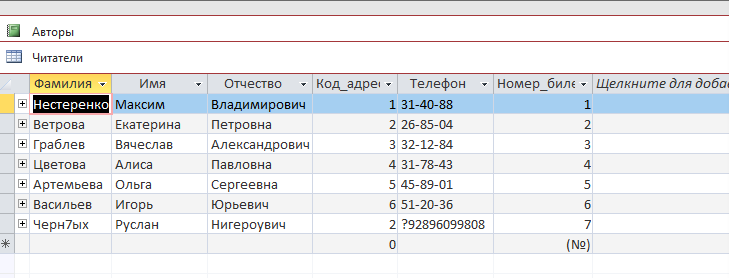 Авторы
Читатели
Фамилия Имя Отчество Код_адрес Телефон Номер_биле Щелкните для доба
Нестеренко Максим Владимирович 1 31-40-88 1
Ветрова Екатерина Петровна 2 26-85-04 2
Граблев Вячеслав Александрович 3 32-12-84 3
Цветова Алиса Павловна 4 31-78-43 4
Артемьева Ольга Сергеевна 5 45-89-01 5
Васильев Игорь Юрьевич 6 51-20-36 6
Черн7ых Руслан Нигероувич 2 ?92896099808 7
0 (№)